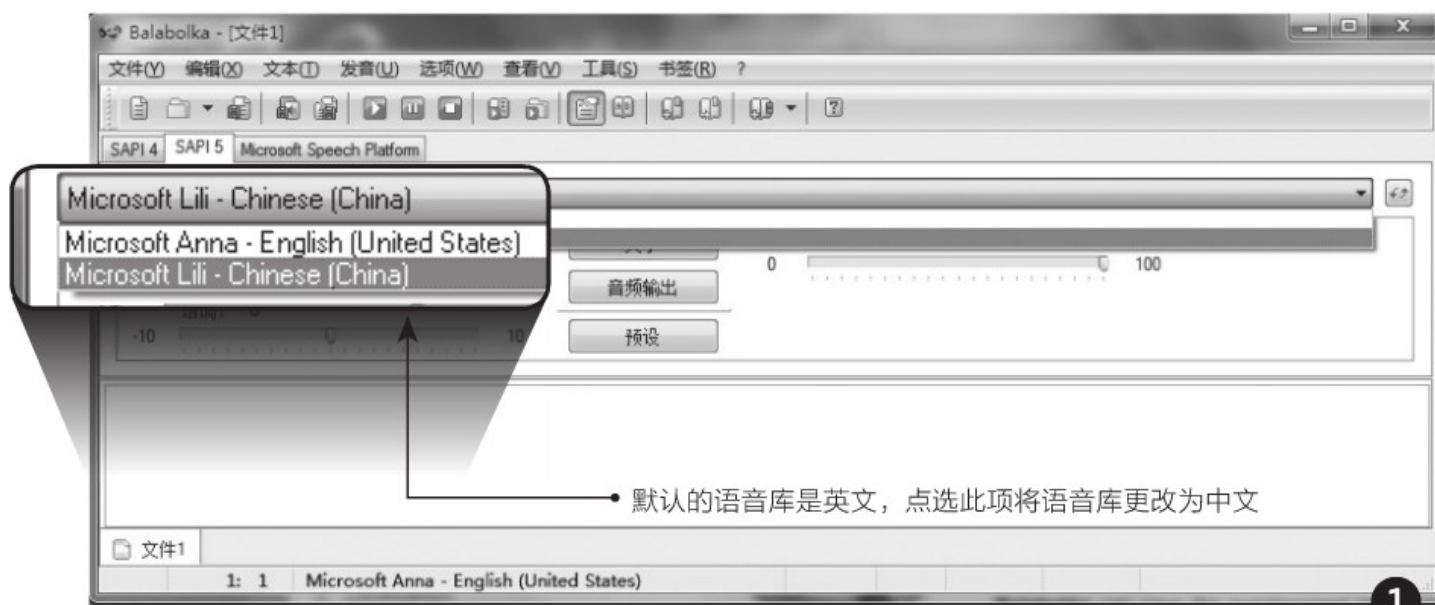 Balabolka - [文件1]
文件(Y) 编辑(X) 文本(T) 发音(U) 选项(W) 查看(V) 工具(S) 书签(R) ?
SAPI 4 SAPI 5 Microsoft Speech Platform
Microsoft Lili - Chinese (China)
Microsoft Anna - English (United States)
Microsoft Lili - Chinese (China)
0 100
音频输出
-10 10 预设
默认的语音库是英文，点选此项将语音库更改为中文
文件1
1: 1 Microsoft Anna - English (United States)
1